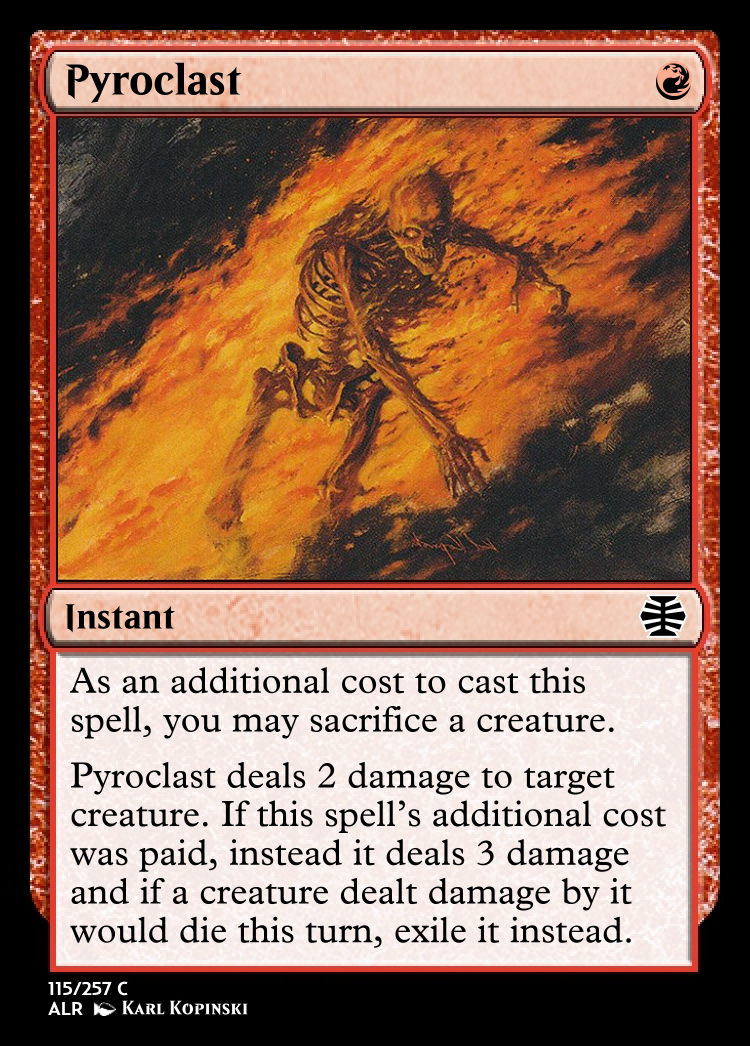 Pyroclast
Instant
As an additional cost to cast this
spell, you may sacrifice a creature.
Pyroclast deals 2 damage to target
creature. If this spell’s additional cost
was paid, instead it deals 3 damage
and if a creature dealt damage by it
would die this turn, exile it instead.
115/257 C
ALR Karl Kopinski